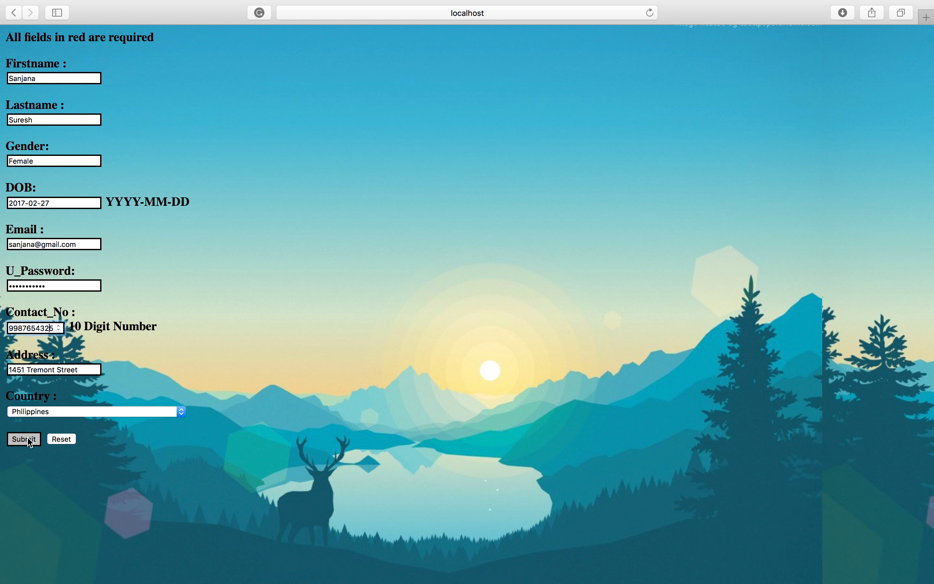 localhost
All fields in red are required
Firstname :
Sanjana
Lastname :
Suresh
Gender:
Female
DOB:
2017-02-27 YYYY-MM-DD
Email :
sanjana@gmail.com
U_Password:
•••••••••••
Contact_No :
9987654326 10 Digit Number
Address :
1451 Tremont Street
Country :
Philippines
Submit Reset